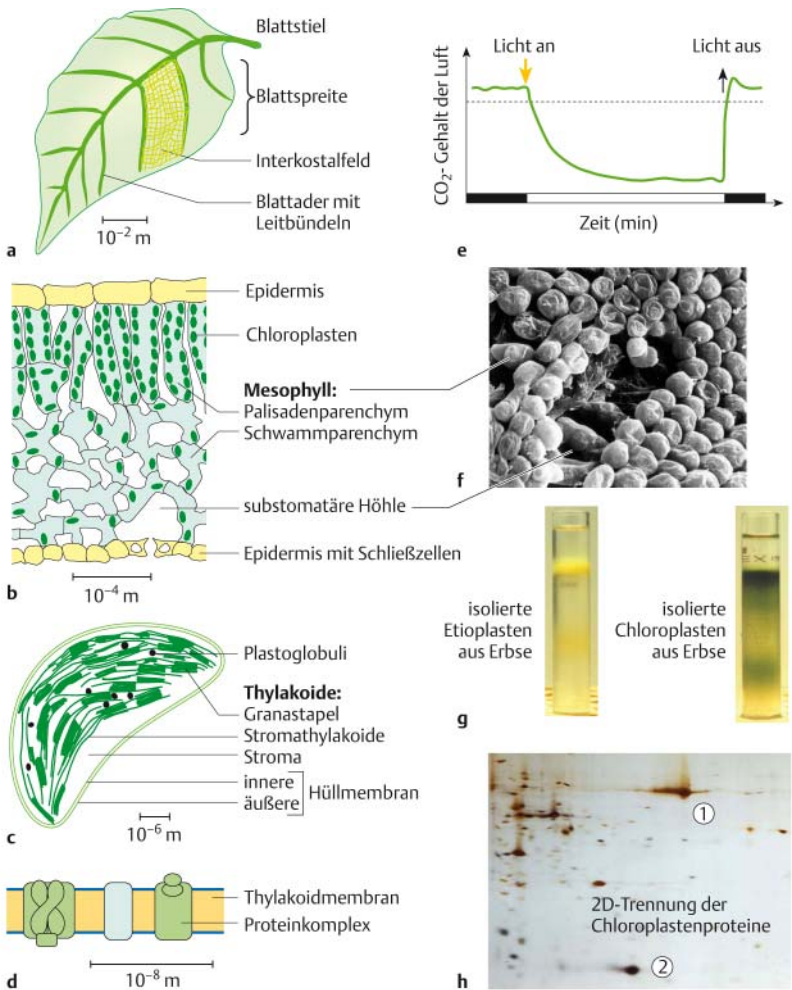 Blattstiel
Blattspreite
Interkostalfeld
Blattader mit
Leitbündeln
10⁻² m
a
Licht an
Licht aus
CO₂- Gehalt der Luft
Zeit (min)
e
Epidermis
Chloroplasten
Mesophyll:
Palisadenparenchym
Schwammparenchym
substomatäre Höhle
Epidermis mit Schließzellen
10⁻⁴ m
b
f
isolierte
Etioplasten
aus Erbse
isolierte
Chloroplasten
aus Erbse
g
Plastoglobuli
Thylakoide:
Granastapel
Stromathylakoide
Stroma
innere
äußere
Hüllmembran
10⁻⁶ m
c
Thylakoidmembran
Proteinkomplex
10⁻⁸ m
d
1
2D-Trennung der
Chloroplastenproteine
2
h